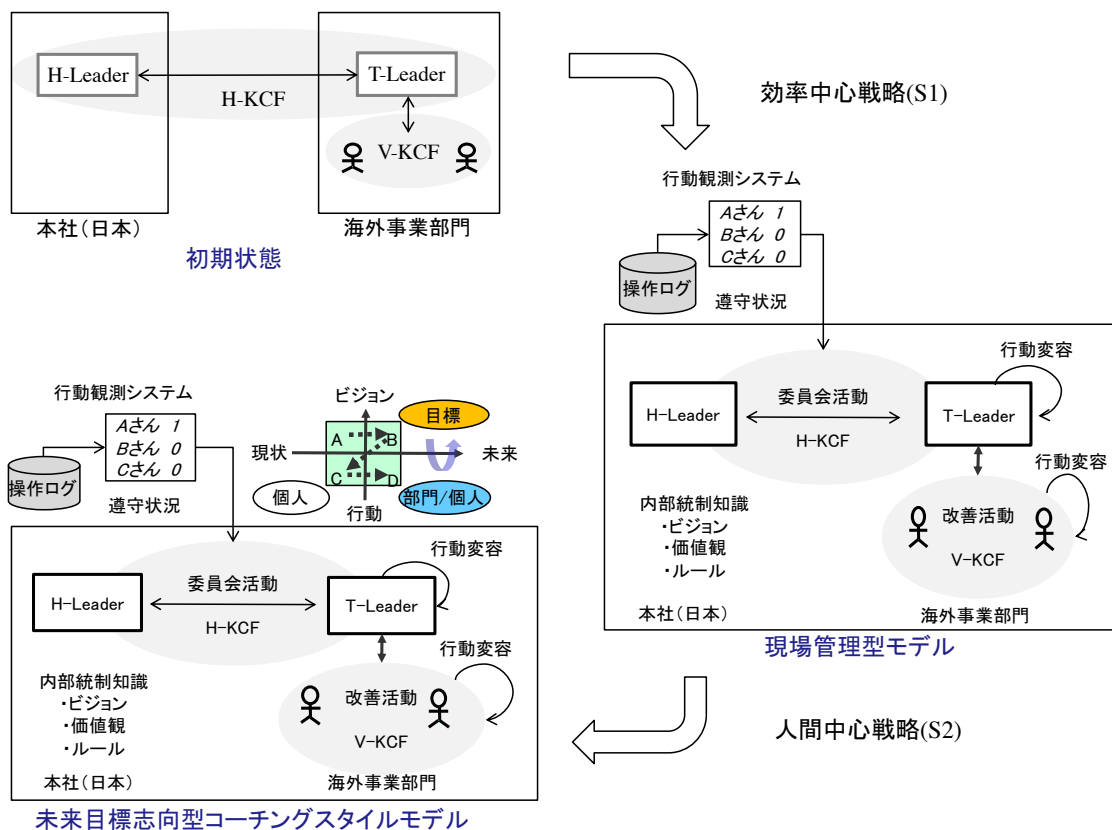 H-Leader
T-Leader
H-KCF
V-KCF
本社(日本)
海外事業部門
初期状態
効率中心戦略(S1)
行動観測システム
Aさん 1
Bさん 0
Cさん 0
操作ログ
遵守状況
行動変容
委員会活動
H-Leader
T-Leader
H-KCF
行動変容
内部統制知識
・ビジョン
・価値観
・ルール
改善活動
V-KCF
本社(日本)
海外事業部門
現場管理型モデル
人間中心戦略(S2)
行動観測システム
Aさん 1
Bさん 0
Cさん 0
操作ログ
遵守状況
ビジョン
目標
A
B
現状
未来
C
D
個人
部門/個人
行動
行動変容
委員会活動
H-Leader
T-Leader
H-KCF
行動変容
内部統制知識
・ビジョン
・価値観
・ルール
改善活動
V-KCF
本社(日本)
海外事業部門
未来目標志向型コーチングスタイルモデル